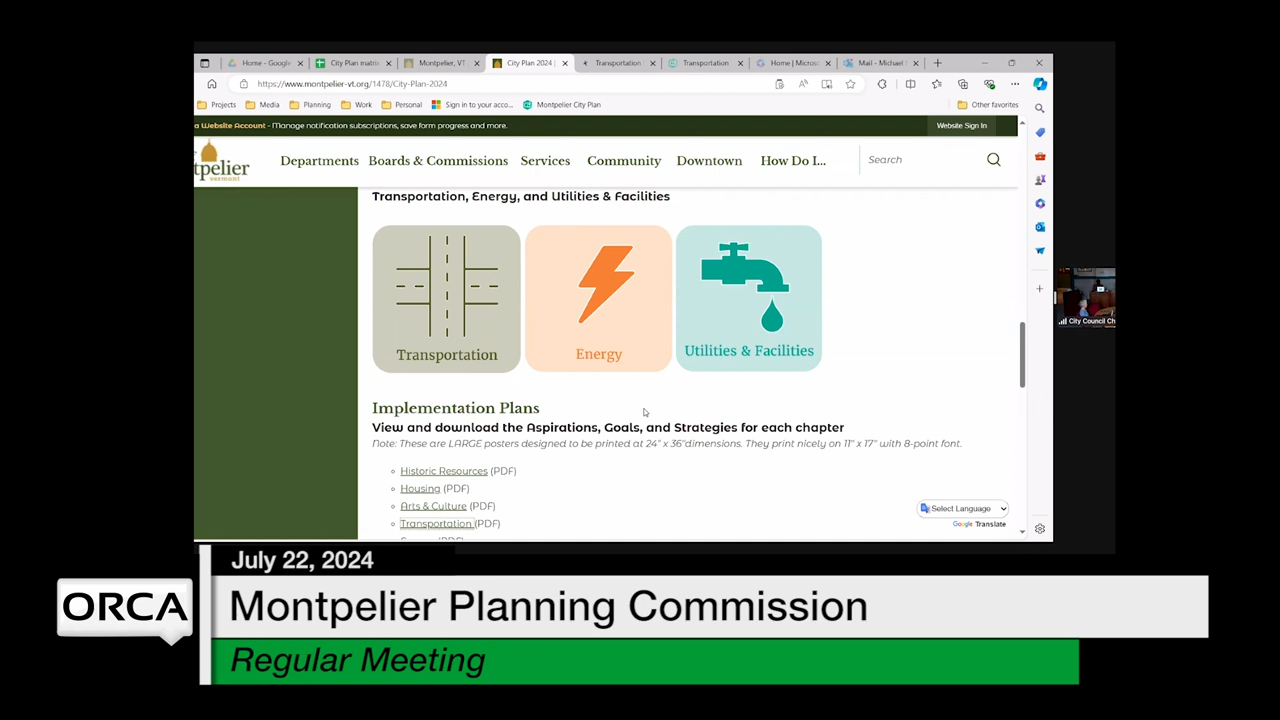 Home - Google
City Plan matri
Montpelier, VT
City Plan 2024 |
Transportation
Transportation
Home | Micros
Mail - Michael
https://www.montpelier-vt.org/1478/City-Plan-2024
Projects
Media
Planning
Work
Personal
Sign in to your acco...
Montpelier City Plan
Other favorites
a Website Account - Manage notification subscriptions, save form progress and more.
Website Sign In
tpelier
vermont
Departments
Boards & Commissions
Services
Community
Downtown
How Do I...
Search
Transportation, Energy, and Utilities & Facilities
Transportation
Energy
Utilities & Facilities
Implementation Plans
View and download the Aspirations, Goals, and Strategies for each chapter
Note: These are LARGE posters designed to be printed at 24" x 36"dimensions. They print nicely on 11" x 17" with 8-point font.
Historic Resources (PDF)
Housing (PDF)
Arts & Culture (PDF)
Transportation (PDF)
Select Language
Google Translate
City Council Ch
July 22, 2024
ORCA
Montpelier Planning Commission
Regular Meeting